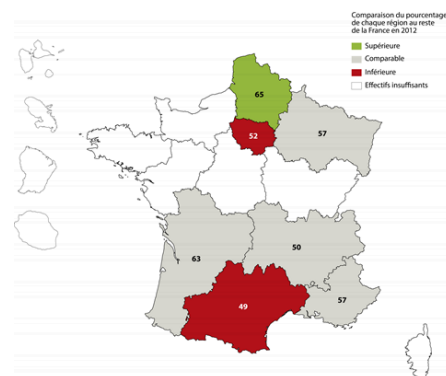 Comparaison du pourcentage
de chaque région au reste
de la France en 2012
Supérieure
Comparable
Inférieure
Effectifs insuffisants
65
52
57
63
50
49
57